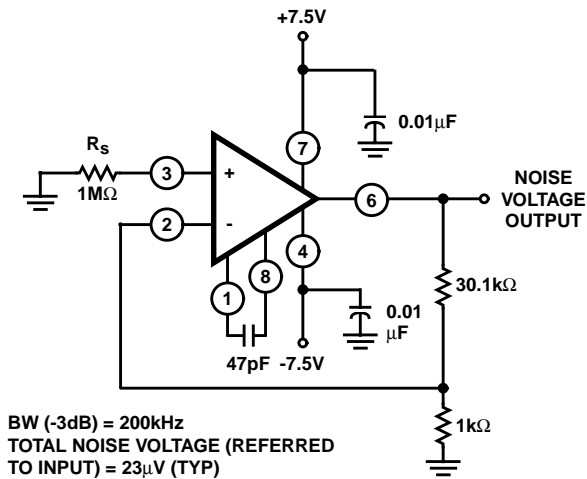 +7.5V
0.01μF
Rs
1MΩ
7
3
+
2
-
6
NOISE
VOLTAGE
OUTPUT
4
8
1
30.1kΩ
0.01
μF
47pF
-7.5V
1kΩ
BW (-3dB) = 200kHz
TOTAL NOISE VOLTAGE (REFERRED
TO INPUT) = 23μV (TYP)